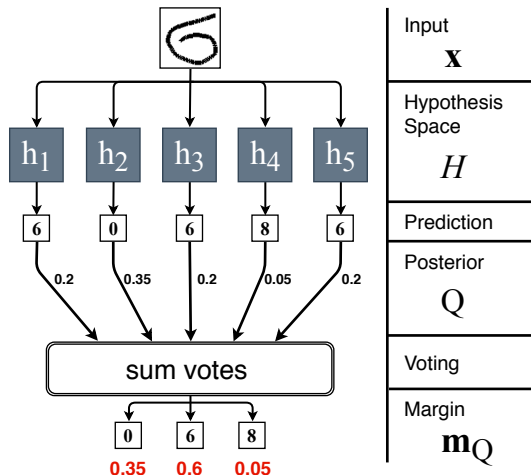 Input
x
Hypothesis
Space
H
h1 h2 h3 h4 h5
Prediction
6 0 6 8 6
Posterior
Q
0.2 0.35 0.2 0.05 0.2
Voting
sum votes
Margin
mQ
0 6 8
0.35 0.6 0.05